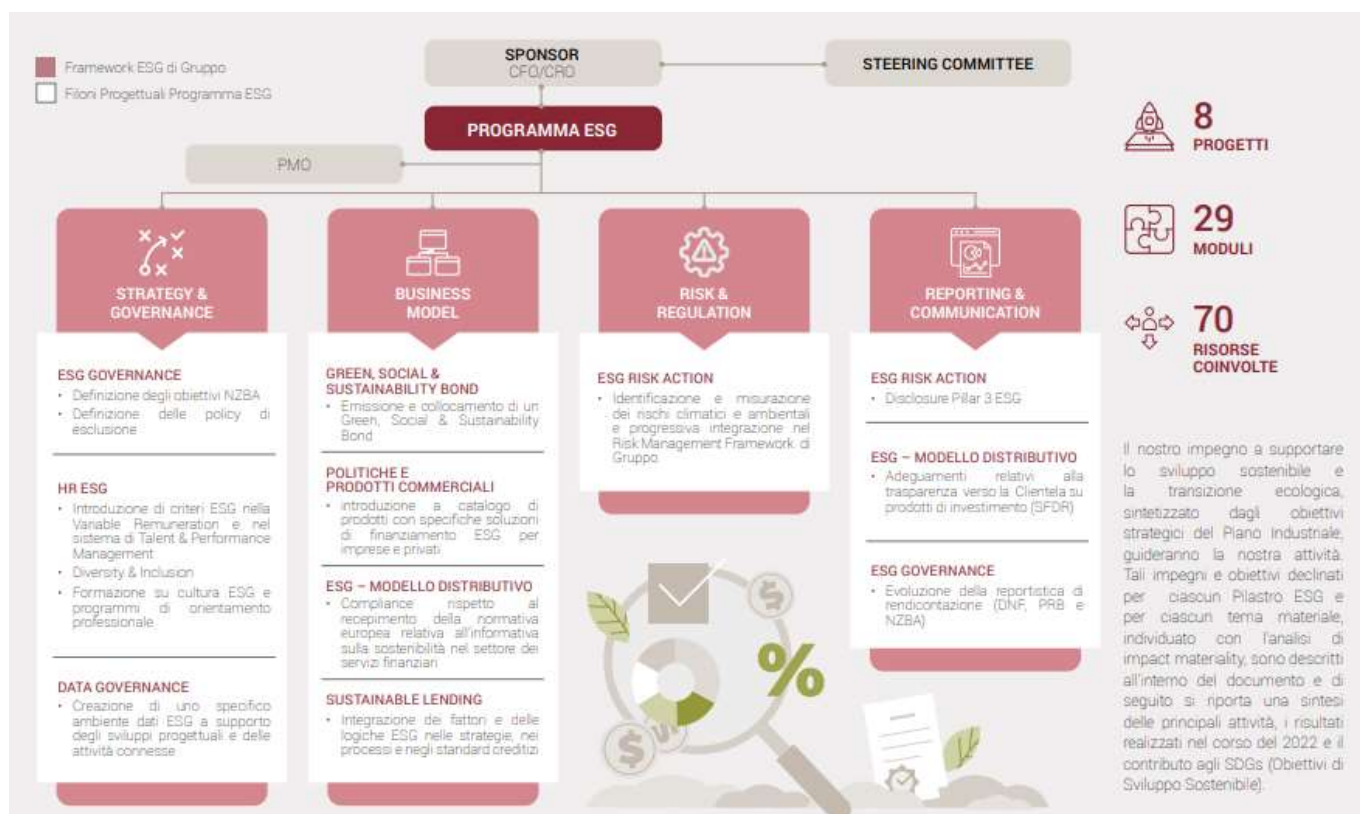 Framework ESG di Gruppo
Filoni Progettuali Programma ESG
SPONSOR
CFO/CRO
STEERING COMMITTEE
PROGRAMMA ESG
PMO
STRATEGY &
GOVERNANCE
ESG GOVERNANCE
• Definizione degli obiettivi NZBA
• Definizione delle policy di
esclusione
HR ESG
• Introduzione di criteri ESG nella
Variable Remuneration e nel
sistema di Talent & Performance
Management
• Diversity & Inclusion
• Formazione su cultura ESG e
programmi di orientamento
professionale
DATA GOVERNANCE
• Creazione di uno specifico
ambiente dati ESG a supporto
degli sviluppi progettuali e delle
attività connesse
BUSINESS
MODEL
GREEN, SOCIAL &
SUSTAINABILITY BOND
• Emissione e collocamento di un
Green, Social & Sustainability
Bond
POLITICHE E
PRODOTTI COMMERCIALI
• introduzione a catalogo di
prodotti con specifiche soluzioni
di finanziamento ESG per
imprese e privati
ESG – MODELLO DISTRIBUTIVO
• Compliance rispetto al
recepimento della normativa
europea relativa all'informativa
sulla sostenibilità nel settore dei
servizi finanziari
SUSTAINABLE LENDING
• Integrazione dei fattori e delle
logiche ESG nelle strategie, nei
processi e negli standard creditizi
RISK &
REGULATION
ESG RISK ACTION
• Identificazione e misurazione
dei rischi climatici e ambientali
e progressiva integrazione nel
Risk Management Framework di
Gruppo
REPORTING &
COMMUNICATION
ESG RISK ACTION
• Disclosure Pillar 3 ESG
ESG – MODELLO DISTRIBUTIVO
• Adeguamenti relativi alla
trasparenza verso la Clientela su
prodotti di investimento (SFDR)
ESG GOVERNANCE
• Evoluzione della reportistica di
rendicontazione (DNF, PRB e
NZBA)
$
$
%
8
PROGETTI
29
MODULI
70
RISORSE
COINVOLTE
Il nostro impegno a supportare
lo sviluppo sostenibile e
la transizione ecologica,
sintetizzato dagli obiettivi
strategici del Piano Industriale,
guideranno la nostra attività.
Tali impegni e obiettivi declinati
per ciascun Pilastro ESG e
per ciascun tema materiale,
individuato con l'analisi di
impact materiality, sono descritti
all'interno del documento e di
seguito si riporta una sintesi
delle principali attività, i risultati
realizzati nel corso del 2022 e il
contributo agli SDGs (Obiettivi di
Sviluppo Sostenibile).